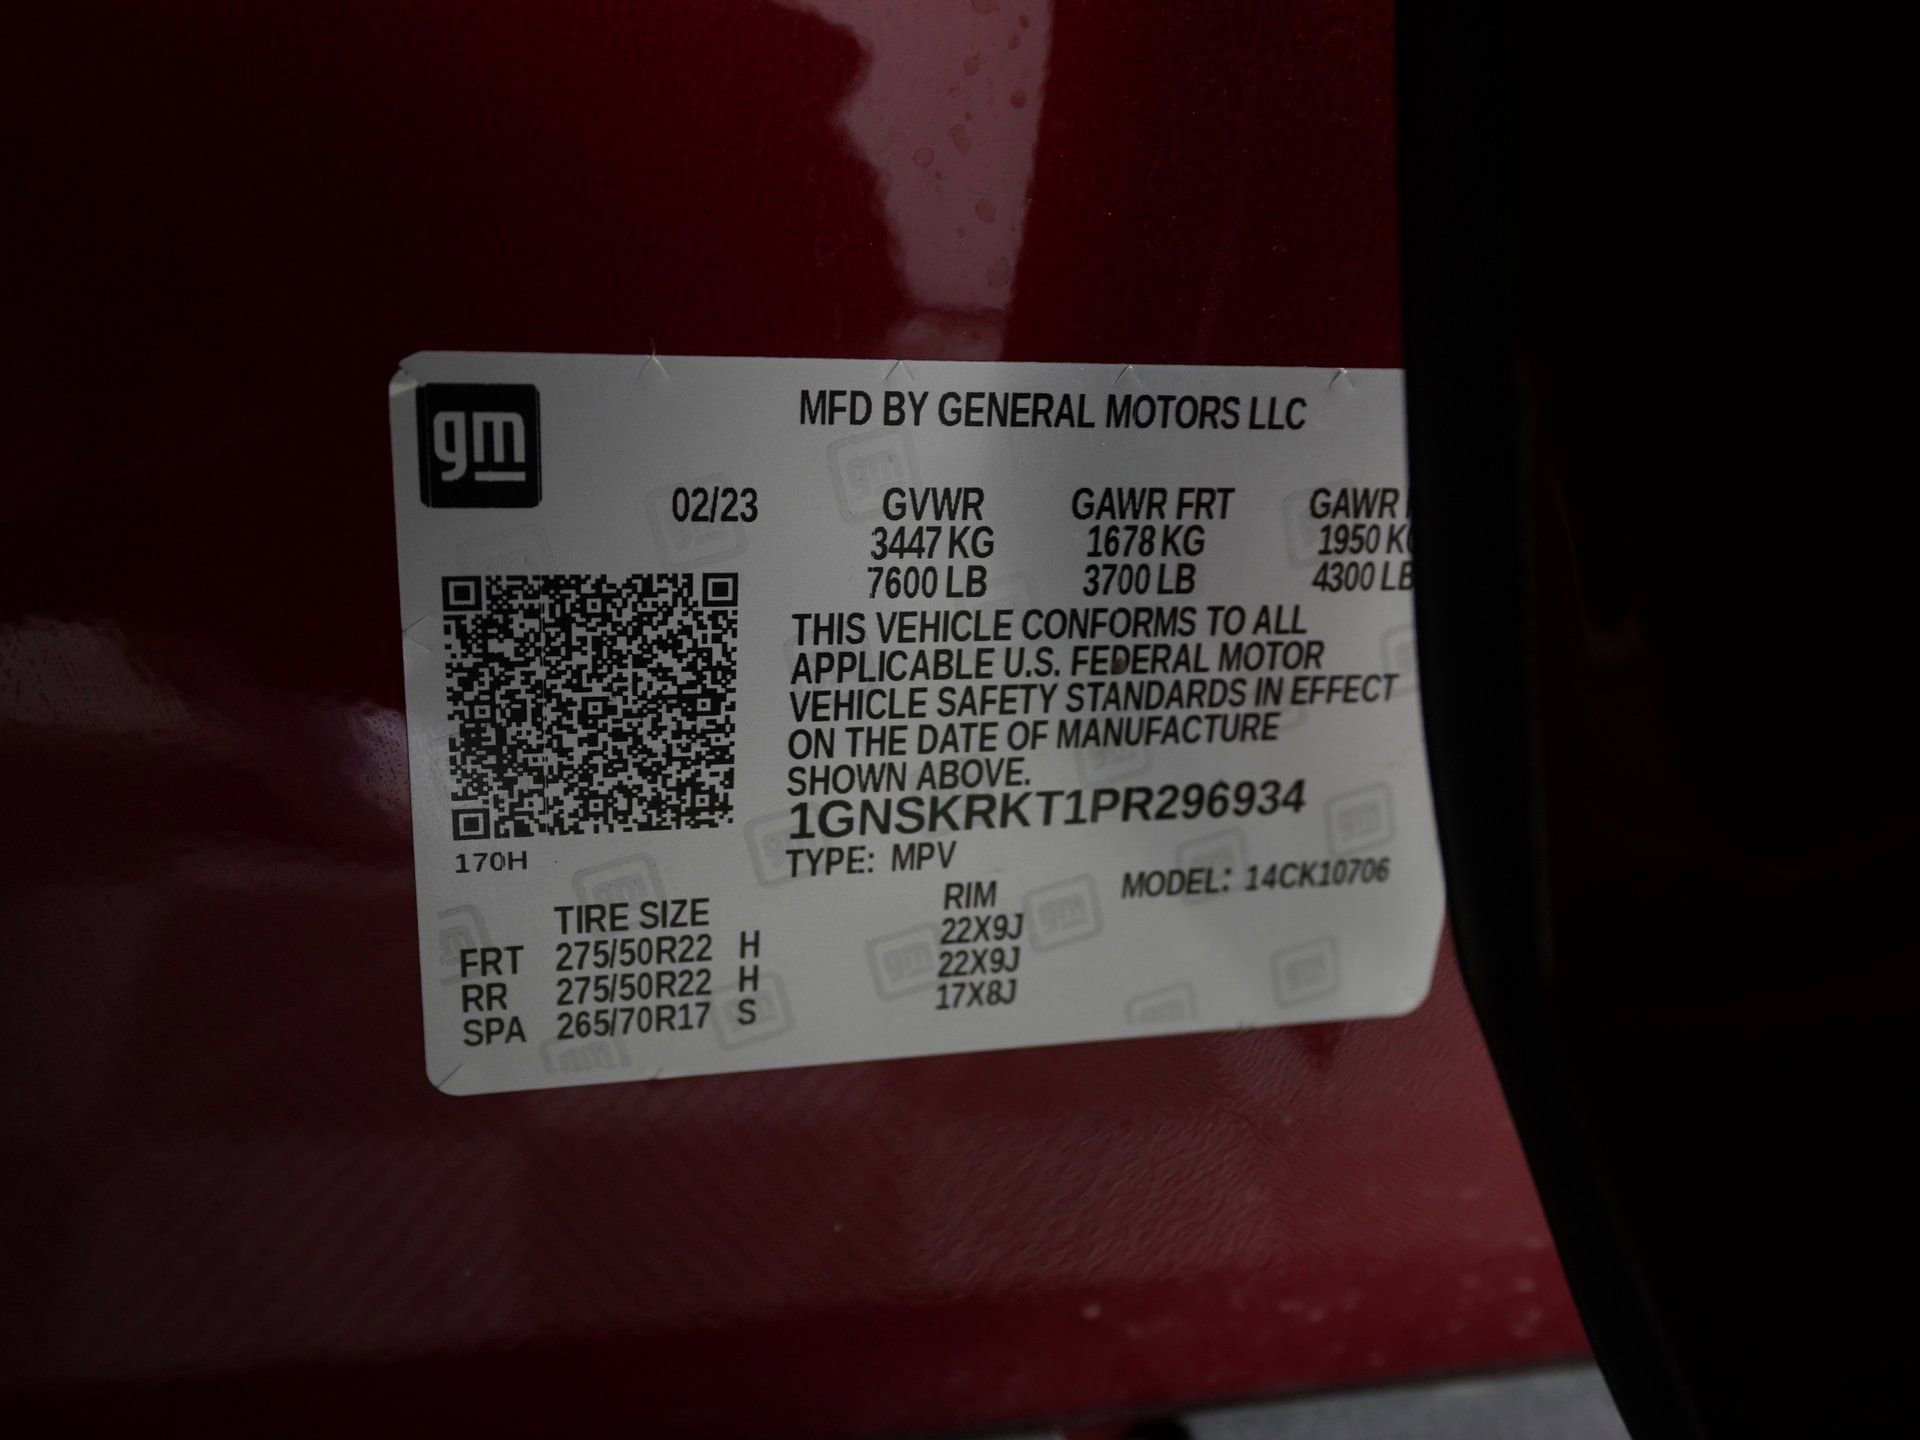 gm
MFD BY GENERAL MOTORS LLC
02/23 GVWR GAWR FRT GAWR
3447 KG 1678 KG 1950 KG
7600 LB 3700 LB 4300 LB
THIS VEHICLE CONFORMS TO ALL
APPLICABLE U.S. FEDERAL MOTOR
VEHICLE SAFETY STANDARDS IN EFFECT
ON THE DATE OF MANUFACTURE
SHOWN ABOVE.
1GNSKRKT1PR296934
170H
TYPE: MPV MODEL: 14CK10706
TIRE SIZE RIM
FRT 275/50R22 H 22X9J
RR 275/50R22 H 22X9J
SPA 265/70R17 S 17X8J